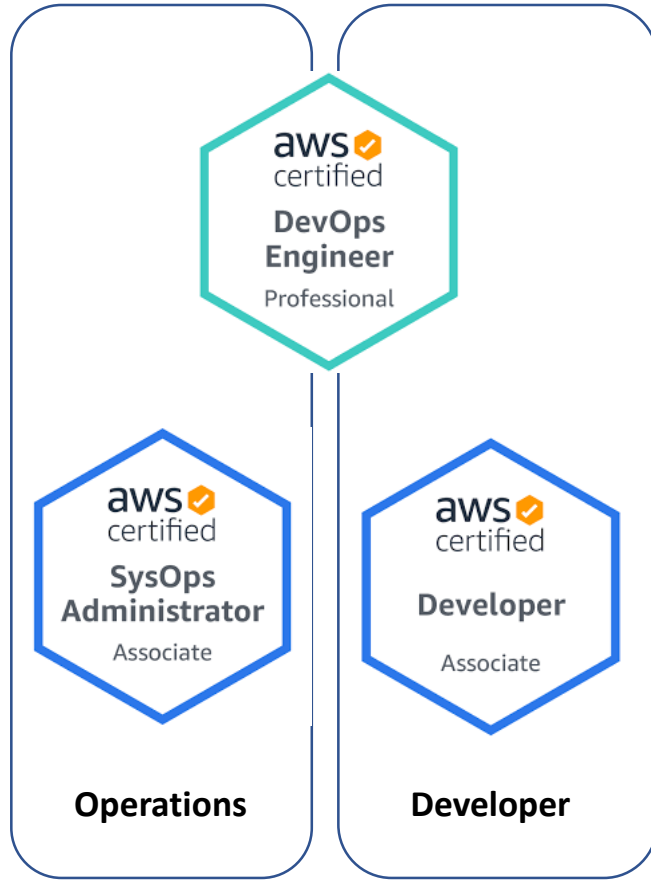 aws
certified
DevOps
Engineer
Professional
aws
certified
SysOps
Administrator
Associate
aws
certified
Developer
Associate
Operations
Developer